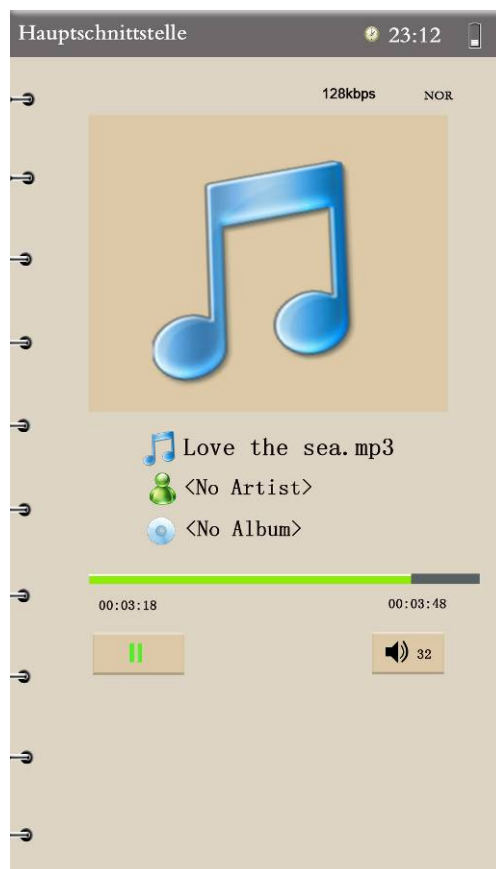 Hauptschnittstelle 23:12
128kbps NOR
Love the sea.mp3
<No Artist>
<No Album>
00:03:18 00:03:48
32